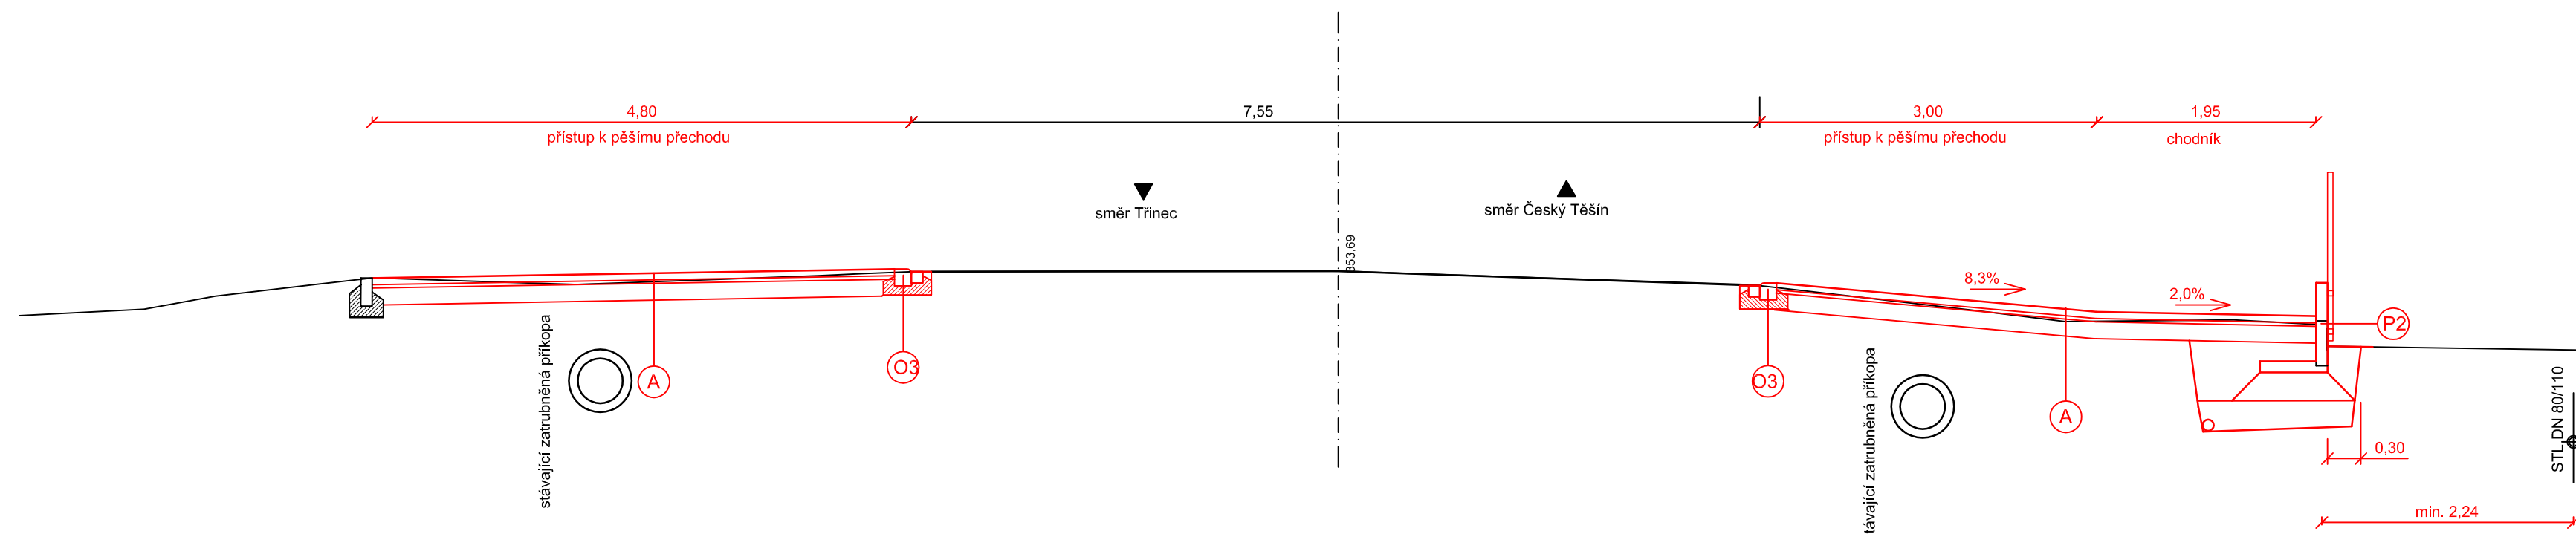 4,80
přístup k pěšímu přechodu
7,55
3,00
přístup k pěšímu přechodu
1,95
chodník
směr Třinec
směr Český Těšín
353,69
8,3%
2,0%
P2
O3
A
O3
A
stávající zatrubněná příkopa
távající zatrubněná příkopa
STL,DN 80/110
0,30
min. 2,24